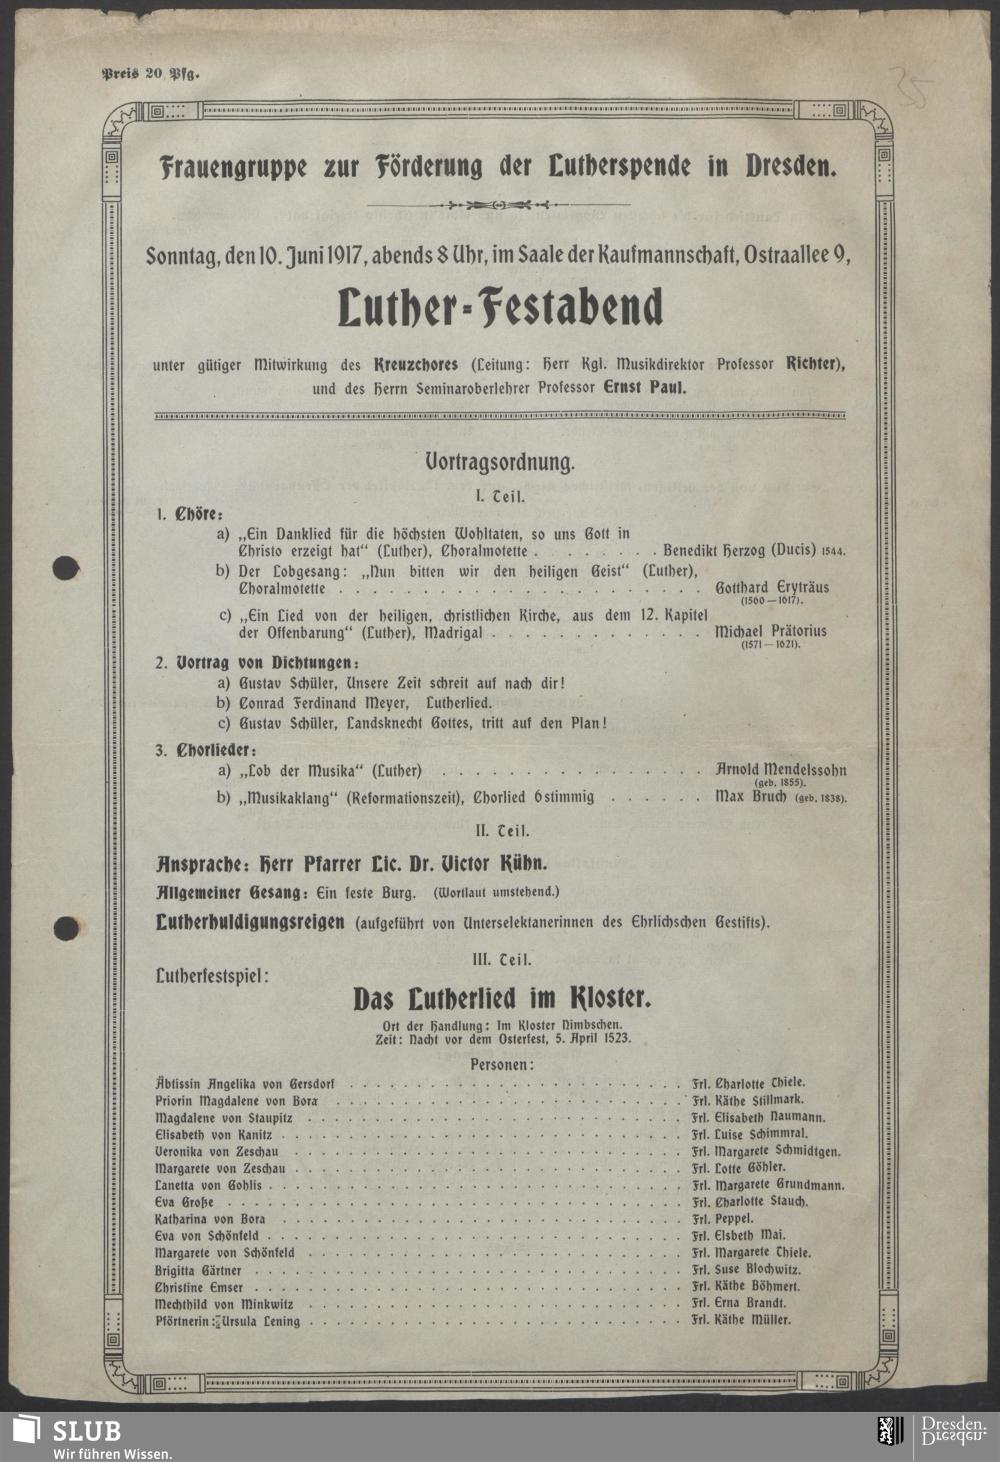 Preis 20 Pfg.
35
Frauengruppe zur Förderung der Lutherspende in Dresden.
Sonntag, den 10. Juni 1917, abends 8 Uhr, im Saale der Kaufmannschaft, Ostraallee 9,
Luther-Festabend
unter gütiger Mitwirkung des Kreuzchores (Leitung: Herr Kgl. Musikdirektor Professor Richter),
und des Herrn Seminaroberlehrer Professor Ernst Paul.
Vortragsordnung.
I. Teil.
1. Chöre:
a) „Ein Danklied für die höchsten Wohltaten, so uns Gott in
Christo erzeigt hat“ (Luther), Choralmotette . . . . . . . . Benedikt Herzog (Ducis) 1544.
b) Der Lobgesang: „Nun bitten wir den heiligen Geist“ (Luther),
Choralmotette . . . . . . . . . . . . . . . . . . Gotthard Eryträus
(1560—1617).
c) „Ein Lied von der heiligen, christlichen Kirche, aus dem 12. Kapitel
der Offenbarung“ (Luther), Madrigal . . . . . . . . . . . . Michael Prätorius
(1571—1621).
2. Vortrag von Dichtungen:
a) Gustav Schüler, Unsere Zeit schreit auf nach dir!
b) Conrad Ferdinand Meyer, Lutherlied.
c) Gustav Schüler, Landsknecht Gottes, tritt auf den Plan!
3. Chorlieder:
a) „Lob der Musika“ (Luther) . . . . . . . . . . . . . . . . Arnold Mendelssohn
(geb. 1855).
b) „Musikaklang“ (Reformationszeit), Chorlied 6stimmig . . . . . . Max Bruch (geb. 1838).
II. Teil.
Ansprache: Herr Pfarrer Lic. Dr. Victor Kühn.
Allgemeiner Gesang: Ein feste Burg. (Wortlaut umstehend.)
Lutherhuldigungsreigen (aufgeführt von Unterselektanerinnen des Ehrlichschen Gestifts).
III. Teil.
Lutherfestspiel:
Das Lutherlied im Kloster.
Ort der Handlung: Im Kloster Nimbschen.
Zeit: Nacht vor dem Osterfest, 5. April 1523.
Personen:
Äbtissin Angelika von Gersdorf . . . . . . . . . . Frl. Charlotte Thiele.
Priorin Magdalene von Bora . . . . . . . . . . Frl. Käthe Stillmark.
Magdalene von Staupitz . . . . . . . . . . Frl. Elisabeth Naumann.
Elisabeth von Kanitz . . . . . . . . . . Frl. Luise Schimmral.
Veronika von Zeschau . . . . . . . . . . Frl. Margarete Schmidtgen.
Margarete von Zeschau . . . . . . . . . . Frl. Lotte Göhler.
Lanetta von Gohlis . . . . . . . . . . Frl. Margarete Grundmann.
Eva Große . . . . . . . . . . Frl. Charlotte Stauch.
Katharina von Bora . . . . . . . . . . Frl. Peppel.
Eva von Schönfeld . . . . . . . . . . Frl. Elsbeth Mai.
Margarete von Schönfeld . . . . . . . . . . Frl. Margarete Thiele.
Brigitta Gärtner . . . . . . . . . . Frl. Suse Blochwitz.
Christine Emser . . . . . . . . . . Frl. Käthe Böhmert.
Mechthild von Minkwitz . . . . . . . . . . Frl. Erna Brandt.
Pförtnerin: Ursula Lening . . . . . . . . . . Frl. Käthe Müller.
SLUB
Wir führen Wissen.
Dresden.
Dresden.